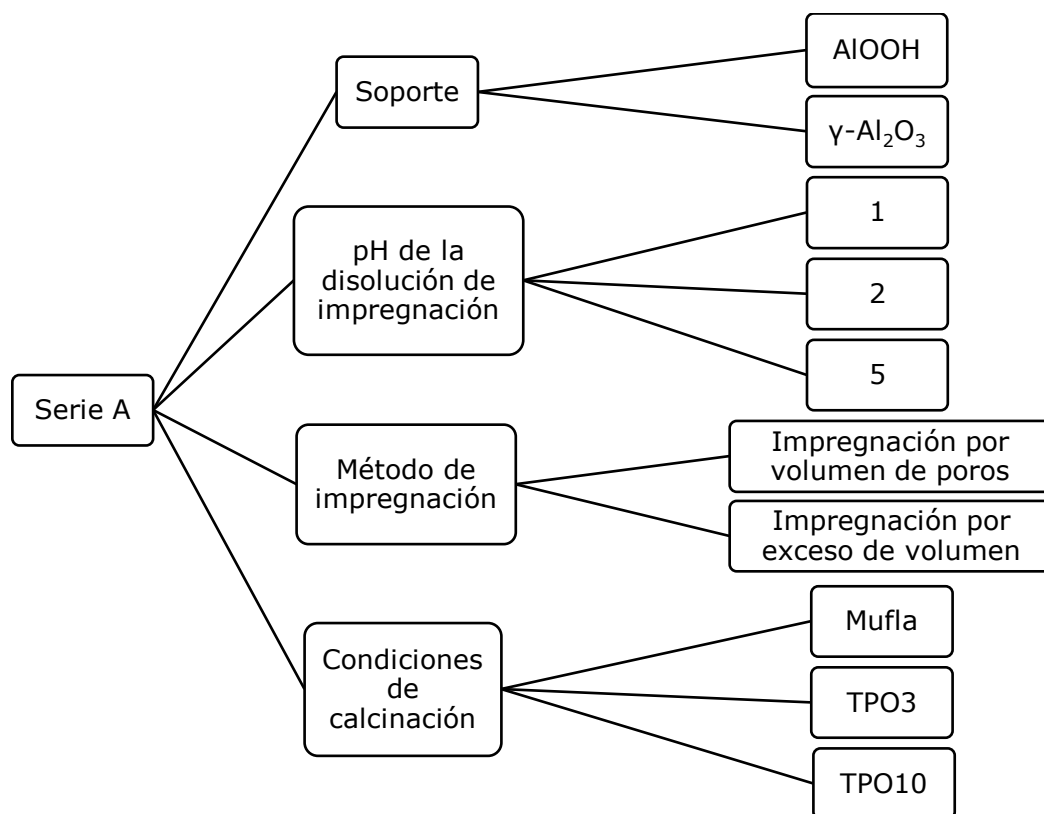 Serie A
Soporte
AlOOH
γ-Al₂O₃
pH de la
disolución de
impregnación
1
2
5
Método de
impregnación
Impregnación por
volumen de poros
Impregnación por
exceso de volumen
Condiciones
de
calcinación
Mufla
TPO3
TPO10